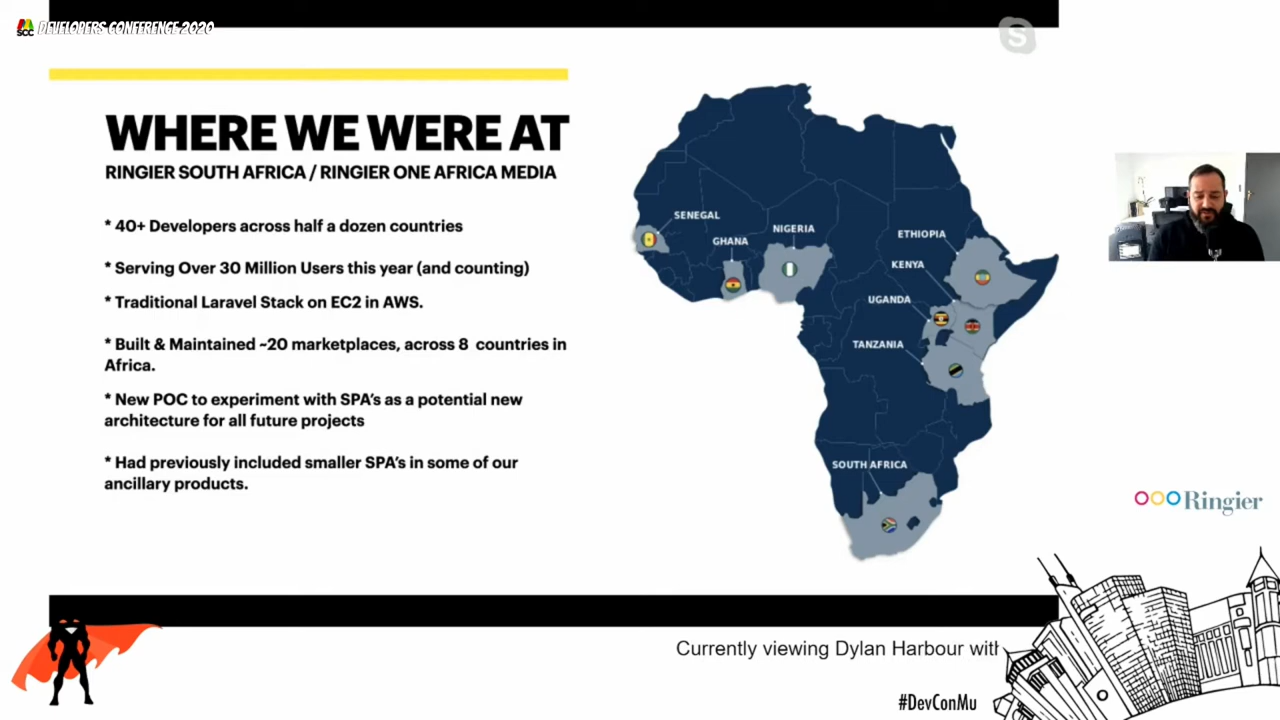 MSCC DEVELOPERS CONFERENCE 2020
WHERE WE WERE AT
RINGIER SOUTH AFRICA / RINGIER ONE AFRICA MEDIA
* 40+ Developers across half a dozen countries
* Serving Over 30 Million Users this year (and counting)
* Traditional Laravel Stack on EC2 in AWS.
* Built & Maintained ~20 marketplaces, across 8 countries in
Africa.
* New POC to experiment with SPA's as a potential new
architecture for all future projects
* Had previously included smaller SPA's in some of our
ancillary products.
SENEGAL
GHANA
NIGERIA
ETHIOPIA
KENYA
UGANDA
TANZANIA
SOUTH AFRICA
S
Ringier
Currently viewing Dylan Harbour with
#DevConMu